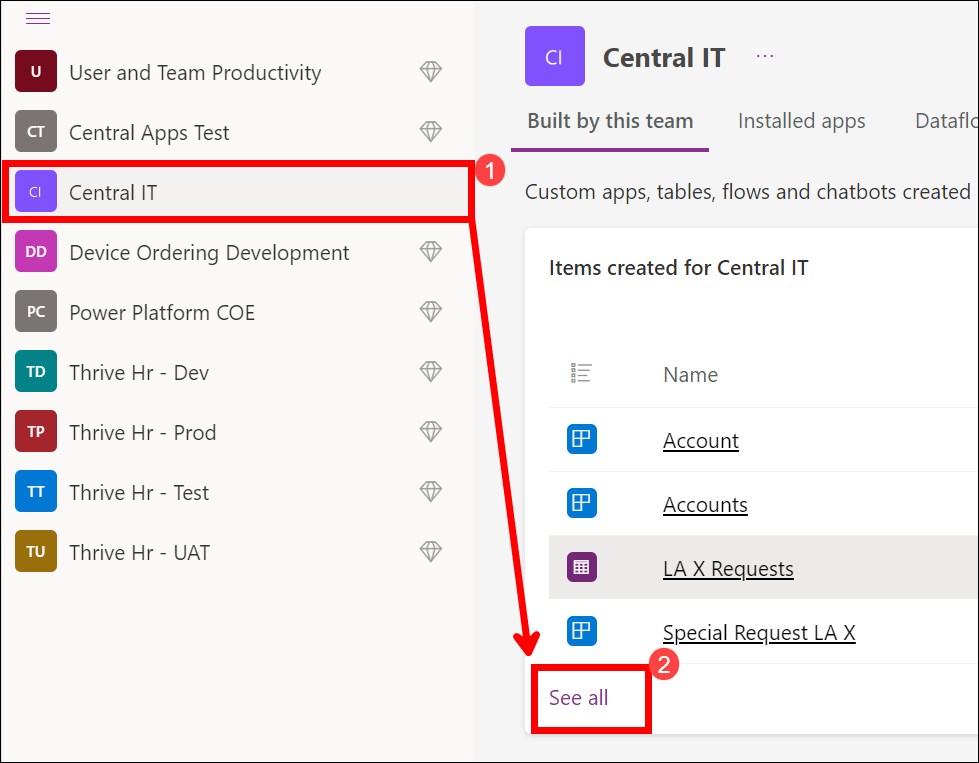 U User and Team Productivity
CT Central Apps Test
CI Central IT
1
DD Device Ordering Development
PC Power Platform COE
TD Thrive Hr - Dev
TP Thrive Hr - Prod
TT Thrive Hr - Test
TU Thrive Hr - UAT
CI Central IT ...
Built by this team Installed apps Dataflo
Custom apps, tables, flows and chatbots created
Items created for Central IT
Name
Account
Accounts
LA X Requests
Special Request LA X
2
See all